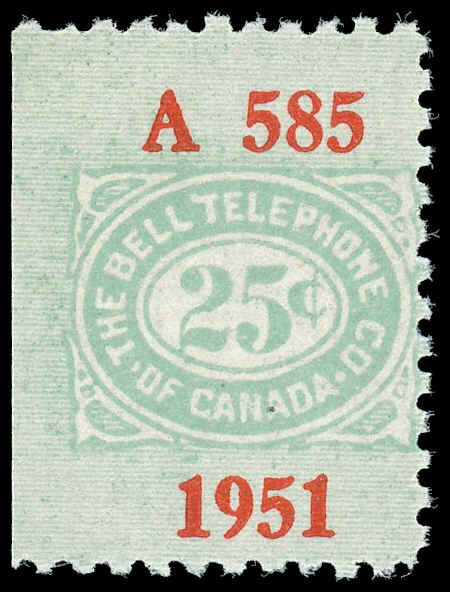 A 585
THE BELL TELEPHONE CO.
25¢
OF CANADA
1951